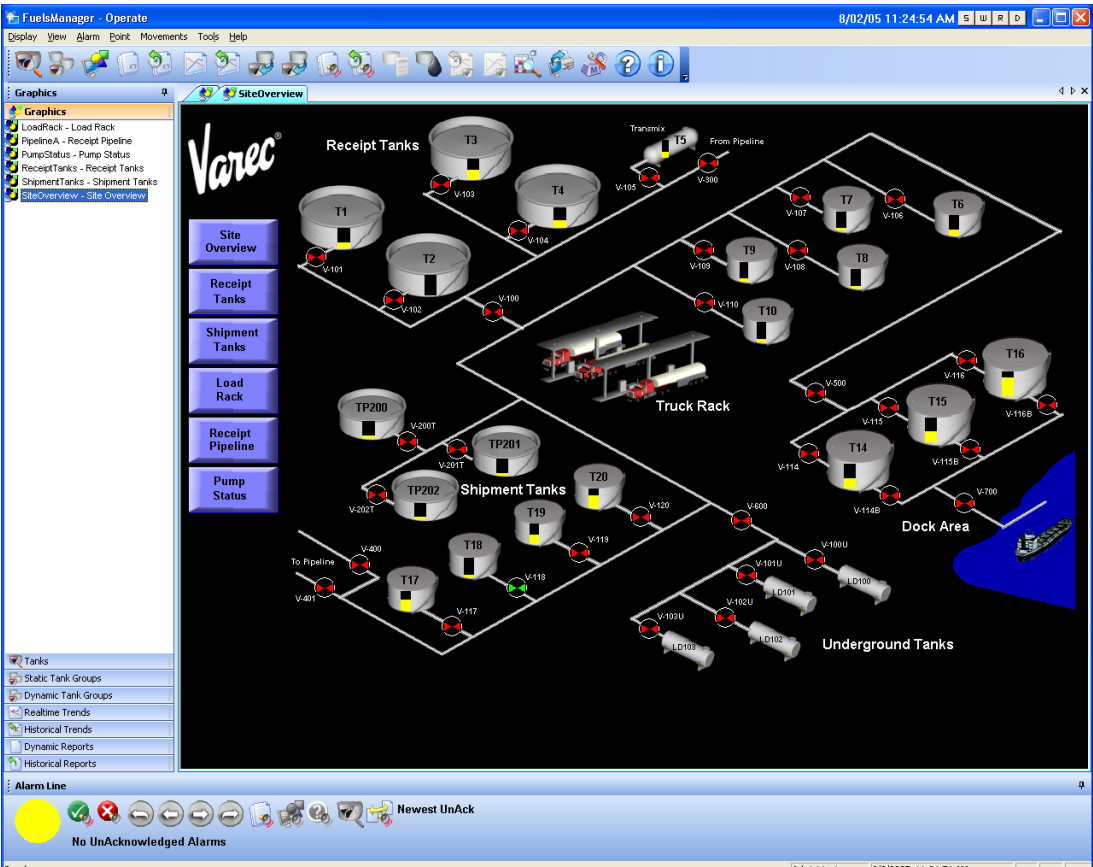 FuelsManager - Operate
8/02/05 11:24:54 AM S W R D
Display View Alarm Point Movements Tools Help
Graphics
SiteOverview
Graphics
LoadRack - Load Rack
PipelineA - Receipt Pipeline
PumpStatus - Pump Status
ReceiptTanks - Receipt Tanks
ShipmentTanks - Shipment Tanks
SiteOverview - Site Overview
Tanks
Static Tank Groups
Dynamic Tank Groups
Realtime Trends
Historical Trends
Dynamic Reports
Historical Reports
Varec®
Site
Overview
Receipt
Tanks
Shipment
Tanks
Load
Rack
Receipt
Pipeline
Pump
Status
Receipt Tanks
T3
V-103
T4
V-104
T1
V-101
T2
V-102
V-100
Transmix
T5
From Pipeline
V-105
V-300
T7
V-107
V-106
T6
T9
V-109
V-108
T8
V-110
T10
Truck Rack
V-500
V-116
T16
V-116B
V-115
T15
V-115B
V-114
T14
V-114B
V-700
Dock Area
TP200
V-200T
TP201
V-201T
TP202
V-202T
Shipment Tanks
T20
V-120
T19
V-119
T18
V-118
T17
V-117
To Pipeline
V-400
V-401
V-600
V-100U
LD100
V-101U
LD101
V-102U
LD102
V-103U
LD103
Underground Tanks
Alarm Line
Newest UnAck
No UnAcknowledged Alarms